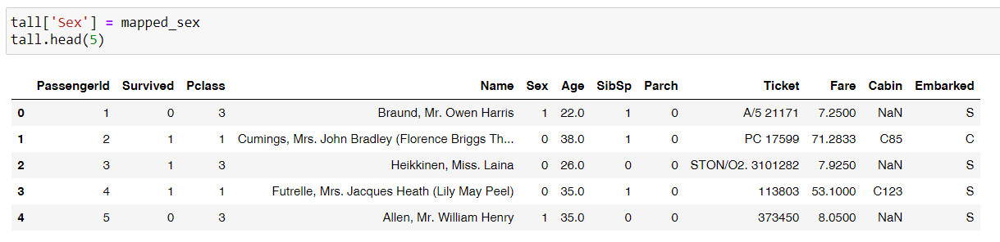 tall['Sex'] = mapped_sex
tall.head(5)
PassengerId Survived Pclass Name Sex Age SibSp Parch Ticket Fare Cabin Embarked
0 1 0 3 Braund, Mr. Owen Harris 1 22.0 1 0 A/5 21171 7.2500 NaN S
1 2 1 1 Cumings, Mrs. John Bradley (Florence Briggs Th... 0 38.0 1 0 PC 17599 71.2833 C85 C
2 3 1 3 Heikkinen, Miss. Laina 0 26.0 0 0 STON/O2. 3101282 7.9250 NaN S
3 4 1 1 Futrelle, Mrs. Jacques Heath (Lily May Peel) 0 35.0 1 0 113803 53.1000 C123 S
4 5 0 3 Allen, Mr. William Henry 1 35.0 0 0 373450 8.0500 NaN S